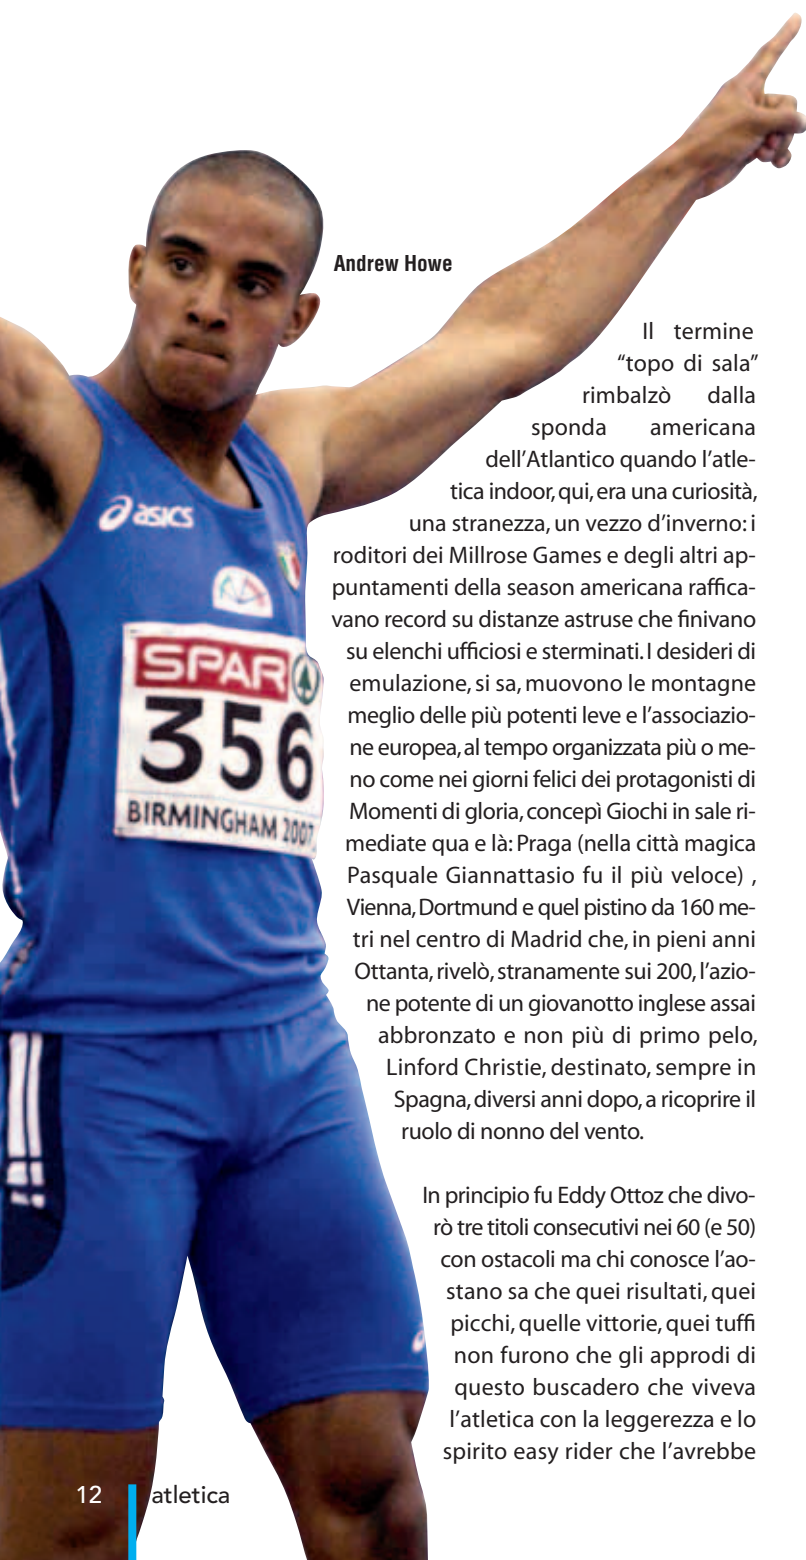 Andrew Howe
Il termine
“topo di sala”
rimbalzò dalla
sponda americana
dell’Atlantico quando l’atle-
tica indoor, qui, era una curiosità,
una stranezza, un vezzo d’inverno: i
roditori dei Millrose Games e degli altri ap-
puntamenti della season americana raffica-
vano record su distanze astruse che finivano
su elenchi ufficiosi e sterminati. I desideri di
emulazione, si sa, muovono le montagne
meglio delle più potenti leve e l’associazio-
ne europea, al tempo organizzata più o me-
no come nei giorni felici dei protagonisti di
Momenti di gloria, concepì Giochi in sale ri-
mediate qua e là: Praga (nella città magica
Pasquale Giannattasio fu il più veloce) ,
Vienna, Dortmund e quel pistino da 160 me-
tri nel centro di Madrid che, in pieni anni
Ottanta, rivelò, stranamente sui 200, l’azio-
ne potente di un giovanotto inglese assai
abbronzato e non più di primo pelo,
Linford Christie, destinato, sempre in
Spagna, diversi anni dopo, a ricoprire il
ruolo di nonno del vento.
In principio fu Eddy Ottoz che divo-
rò tre titoli consecutivi nei 60 (e 50)
con ostacoli ma chi conosce l’ao-
stano sa che quei risultati, quei
picchi, quelle vittorie, quei tuffi
non furono che gli approdi di
questo buscadero che viveva
l’atletica con la leggerezza e lo
spirito easy rider che l’avrebbe
asics
SPAR
356
BIRMINGHAM 2007
12
atletica